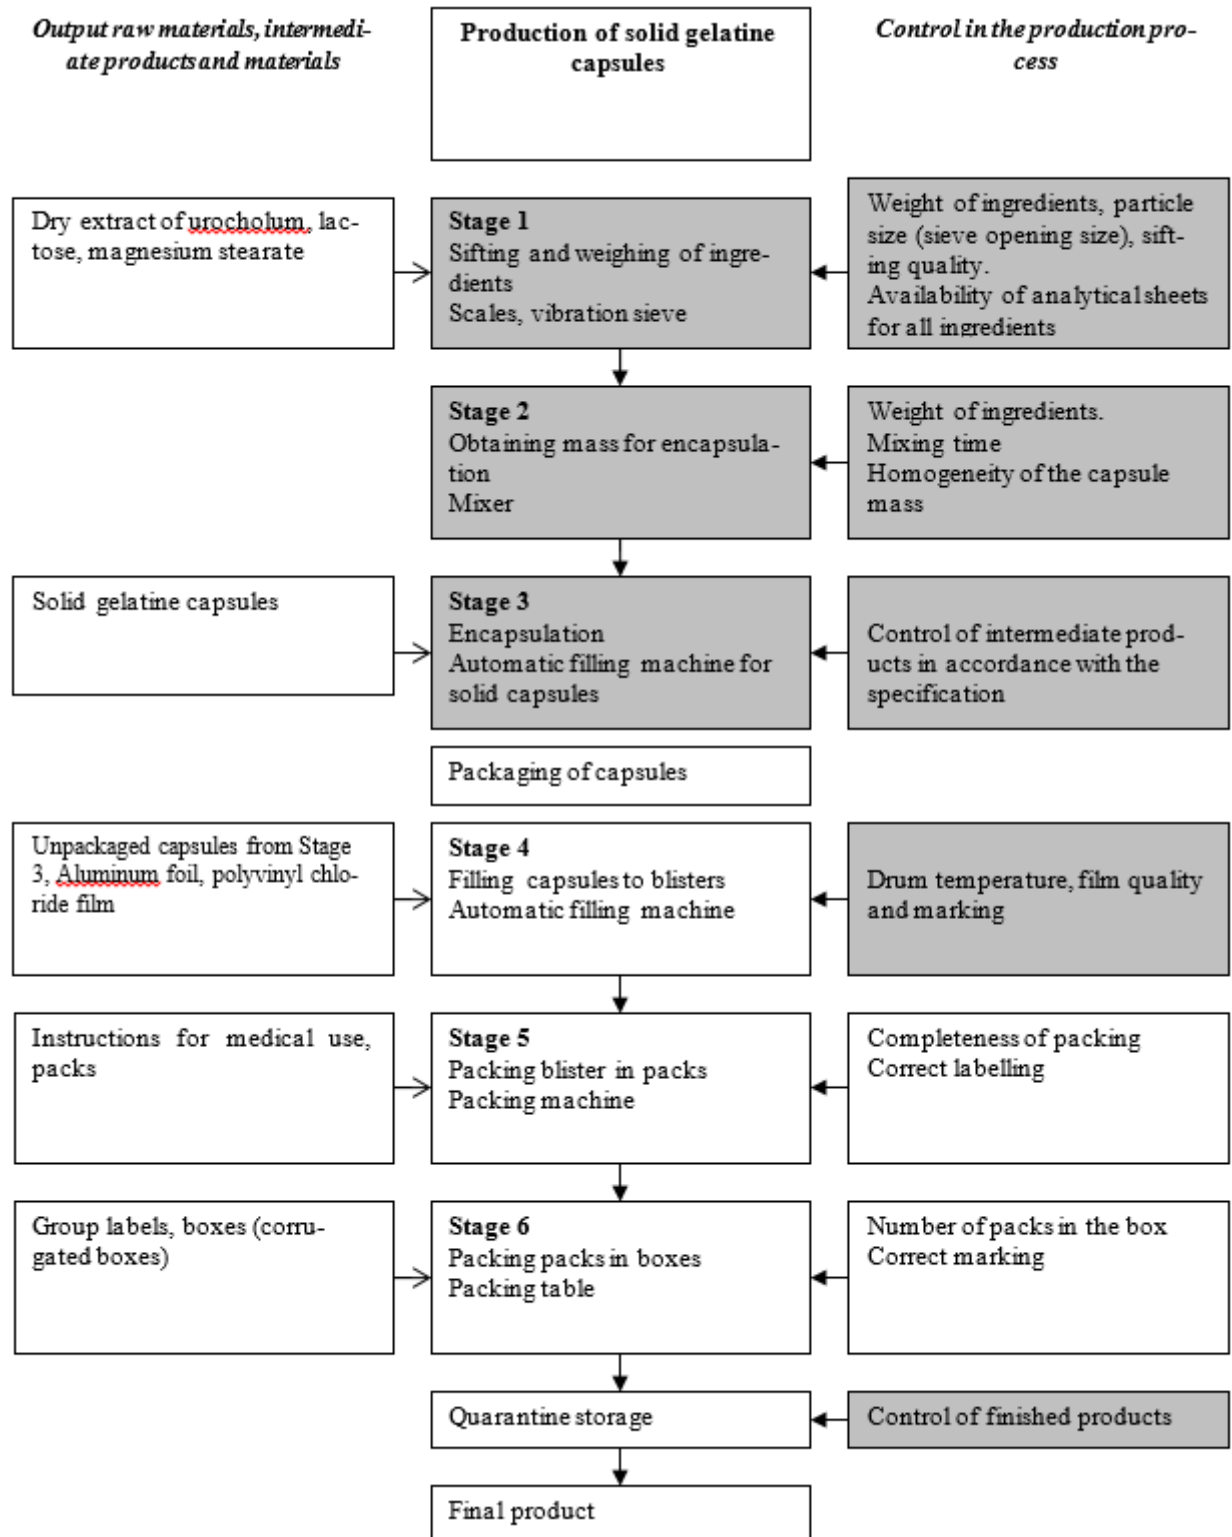 Output raw materials, intermedi-
ate products and materials
Production of solid gelatine
capsules
Control in the production pro-
cess
Dry extract of urocholum, lac-
tose, magnesium stearate
Stage 1
Sifting and weighing of ingre-
dients
Scales, vibration sieve
Weight of ingredients, particle
size (sieve opening size), sift-
ing quality.
Availability of analytical sheets
for all ingredients
Stage 2
Obtaining mass for encapsula-
tion
Mixer
Weight of ingredients.
Mixing time
Homogeneity of the capsule
mass
Solid gelatine capsules
Stage 3
Encapsulation
Automatic filling machine for
solid capsules
Control of intermediate prod-
ucts in accordance with the
specification
Packaging of capsules
Unpackaged capsules from Stage
3, Aluminum foil, polyvinyl chlo-
ride film
Stage 4
Filling capsules to blisters
Automatic filling machine
Drum temperature, film quality
and marking
Instructions for medical use,
packs
Stage 5
Packing blister in packs
Packing machine
Completeness of packing
Correct labelling
Group labels, boxes (corru-
gated boxes)
Stage 6
Packing packs in boxes
Packing table
Number of packs in the box
Correct marking
Quarantine storage
Control of finished products
Final product